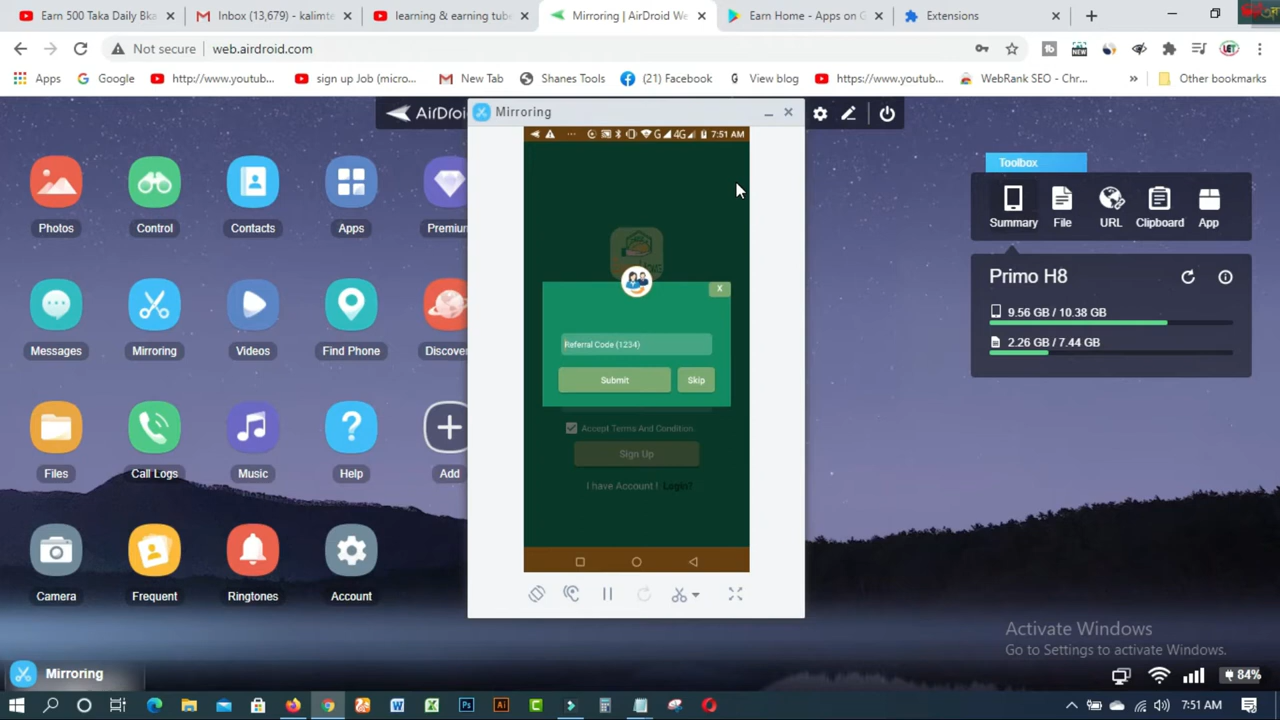 Earn 500 Taka Daily Bka
Inbox (13,679) - kalimte
learning & earning tube
Mirroring | AirDroid We
Earn Home - Apps on G
Extensions
Not secure
web.airdroid.com
Apps
Google
http://www.youtub...
sign up Job (micro...
New Tab
Shanes Tools
(21) Facebook
View blog
https://www.youtu...
WebRank SEO - Chr...
Other bookmarks
AirDroi
Mirroring
7:51 AM
Photos
Control
Contacts
Apps
Premium
Messages
Mirroring
Videos
Find Phone
Discover
Files
Call Logs
Music
Help
Add
Camera
Frequent
Ringtones
Account
X
Referral Code (1234)
Submit
Skip
Accept Terms And Condition.
Sign Up
I have Account ! Login?
Toolbox
Summary
File
URL
Clipboard
App
Primo H8
9.56 GB / 10.38 GB
2.26 GB / 7.44 GB
Activate Windows
Go to Settings to activate Windows.
Mirroring
84%
7:51 AM